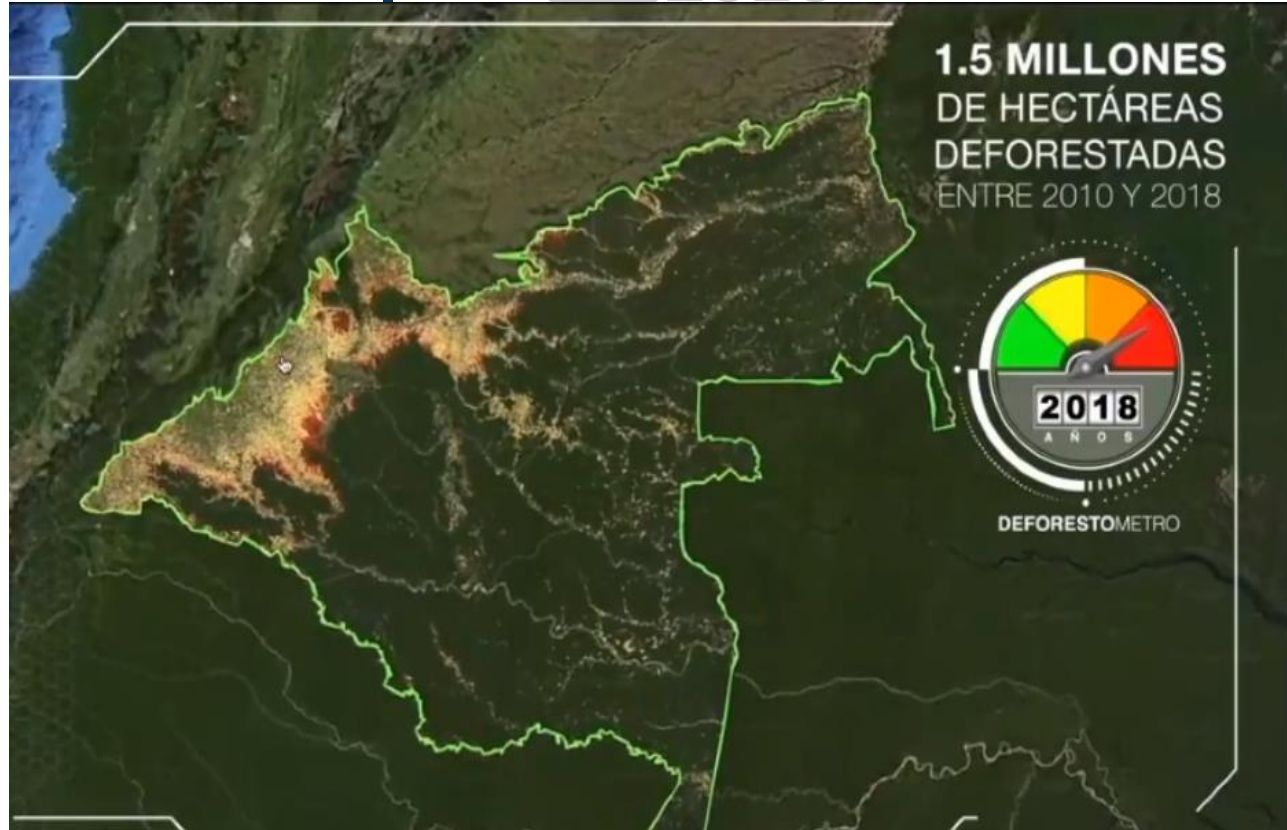 1.5 MILLONES
DE HECTÁREAS
DEFORESTADAS
ENTRE 2010 Y 2018
2018
AÑOS
DEFORESTOMETRO